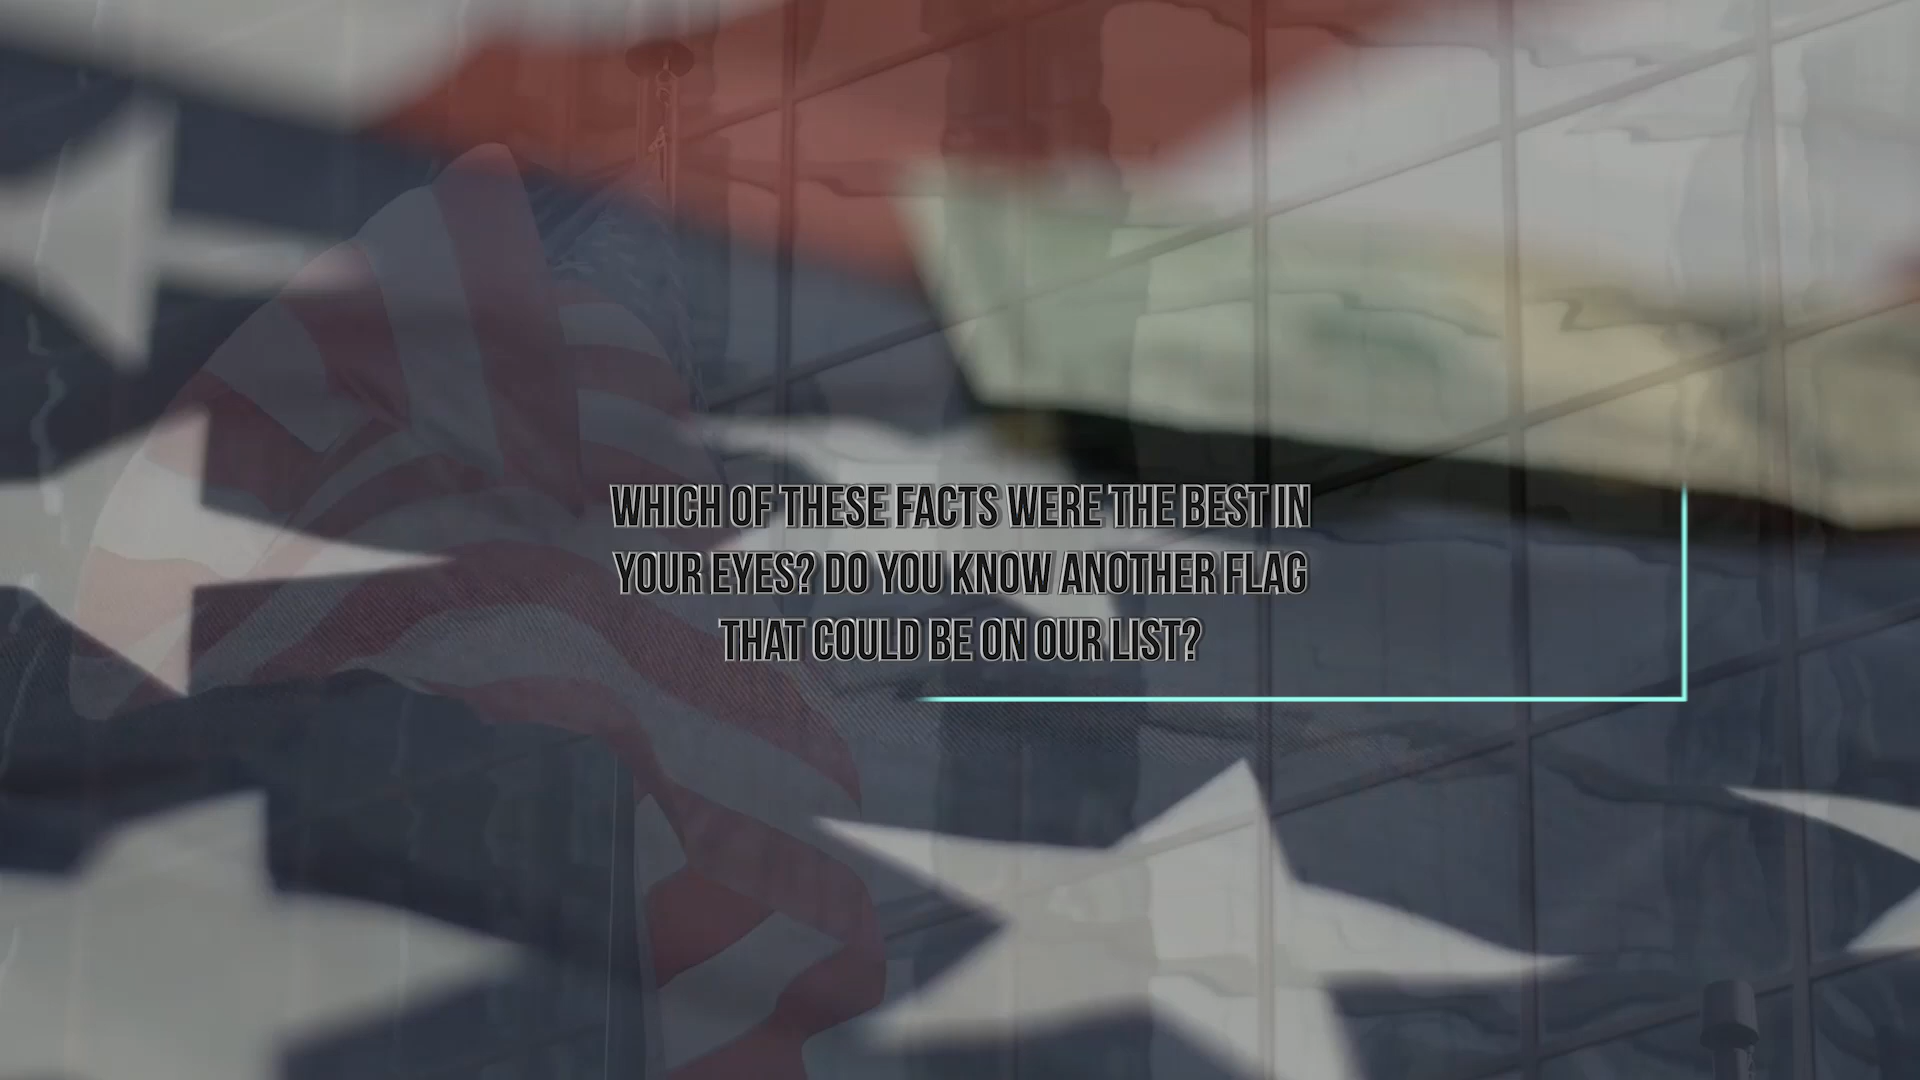 WHICH OF THESE FACTS WERE THE BEST IN
YOUR EYES? DO YOU KNOW ANOTHER FLAG
THAT COULD BE ON OUR LIST?